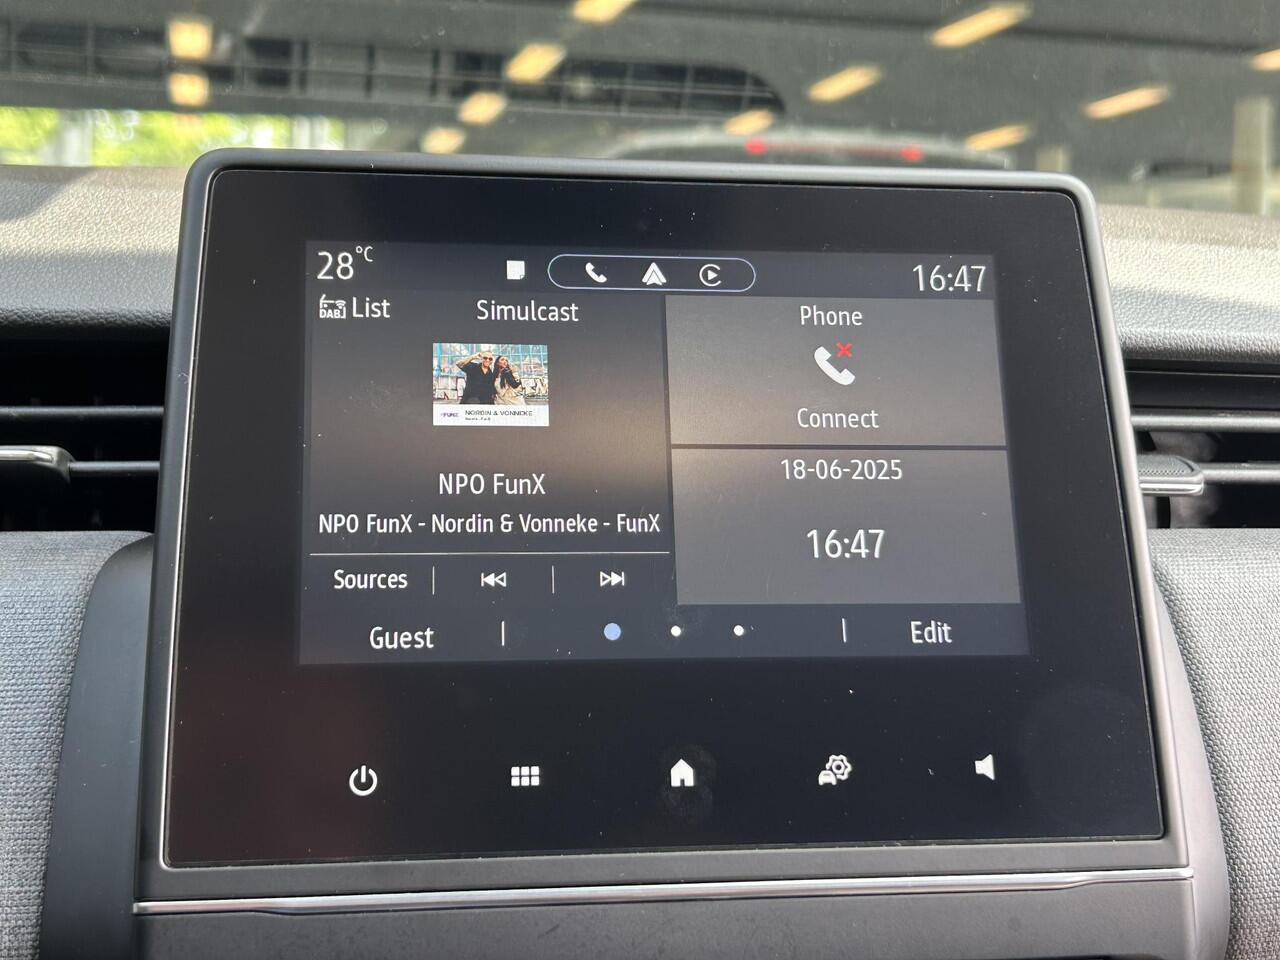 28°C
16:47
DAB
List
Simulcast
FUNX
NORDIN & VONNEKE
NPO FunX
NPO FunX - Nordin & Vonneke - FunX
Sources
Phone
Connect
18-06-2025
16:47
Guest
Edit